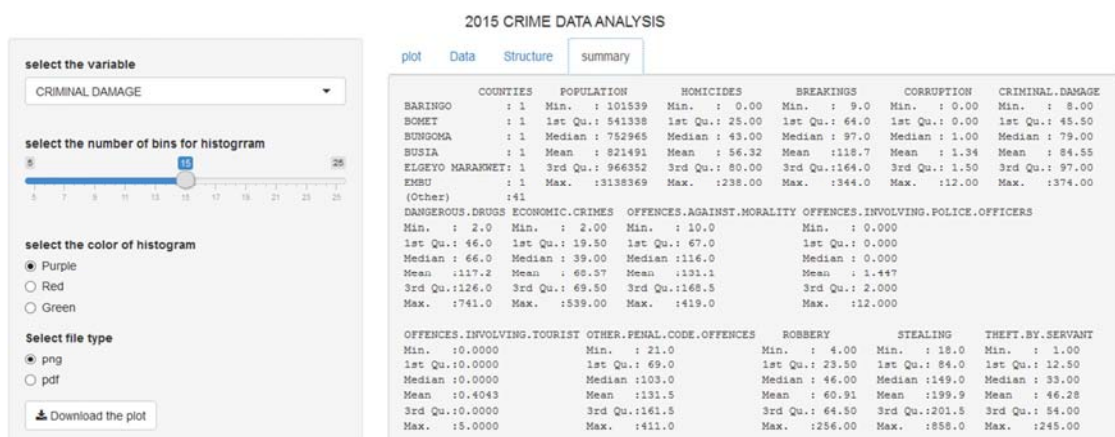 2015 CRIME DATA ANALYSIS
select the variable
CRIMINAL DAMAGE
select the number of bins for histogrram
5 15 25
5 7 9 11 13 15 17 19 21 23 25
select the color of histogram
Purple
Red
Green
Select file type
png
pdf
Download the plot
plot Data Structure summary
COUNTIES POPULATION HOMICIDES BREAKINGS CORRUPTION CRIMINAL.DAMAGE
BARINGO : 1 Min. : 101539 Min. : 0.00 Min. : 9.0 Min. : 0.00 Min. : 8.00
BOMET : 1 1st Qu.: 541338 1st Qu.: 25.00 1st Qu.: 64.0 1st Qu.: 0.00 1st Qu.: 45.50
BUNGOMA : 1 Median : 752965 Median : 43.00 Median : 97.0 Median : 1.00 Median : 79.00
BUSIA : 1 Mean : 821491 Mean : 56.32 Mean :118.7 Mean : 1.34 Mean : 84.55
ELGEYO MARAKWET: 1 3rd Qu.: 966352 3rd Qu.: 80.00 3rd Qu.:164.0 3rd Qu.: 1.50 3rd Qu.: 97.00
EMBU : 1 Max. :3138369 Max. :238.00 Max. :344.0 Max. :12.00 Max. :374.00
(Other) :41
DANGEROUS.DRUGS ECONOMIC.CRIMES OFFENCES.AGAINST.MORALITY OFFENCES.INVOLVING.POLICE.OFFICERS
Min. : 2.0 Min. : 2.00 Min. : 10.0 Min. : 0.000
1st Qu.: 46.0 1st Qu.: 19.50 1st Qu.: 67.0 1st Qu.: 0.000
Median : 66.0 Median : 39.00 Median :116.0 Median : 0.000
Mean :117.2 Mean : 68.57 Mean :131.1 Mean : 1.447
3rd Qu.:126.0 3rd Qu.: 69.50 3rd Qu.:168.5 3rd Qu.: 2.000
Max. :741.0 Max. :539.00 Max. :419.0 Max. :12.000
OFFENCES.INVOLVING.TOURIST OTHER.PENAL.CODE.OFFENCES ROBBERY STEALING THEFT.BY.SERVANT
Min. :0.0000 Min. : 21.0 Min. : 4.00 Min. : 18.0 Min. : 1.00
1st Qu.:0.0000 1st Qu.: 69.0 1st Qu.: 23.50 1st Qu.: 84.0 1st Qu.: 12.50
Median :0.0000 Median :103.0 Median : 46.00 Median :149.0 Median : 33.00
Mean :0.4043 Mean :131.5 Mean : 60.91 Mean :199.9 Mean : 46.28
3rd Qu.:0.0000 3rd Qu.:161.5 3rd Qu.: 64.50 3rd Qu.:201.5 3rd Qu.: 54.00
Max. :5.0000 Max. :411.0 Max. :256.00 Max. :858.0 Max. :245.00